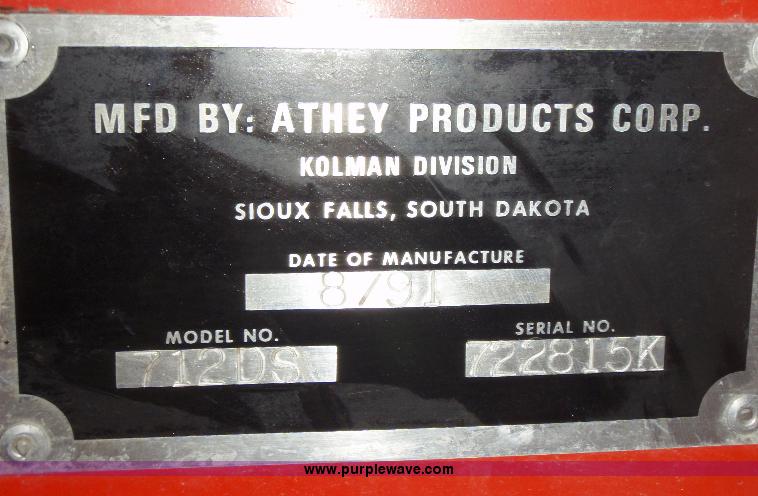 MFD BY: ATHEY PRODUCTS CORP.
KOLMAN DIVISION
SIOUX FALLS, SOUTH DAKOTA
DATE OF MANUFACTURE
8/91
MODEL NO.
712DS
SERIAL NO.
722815K
www.purplewave.com